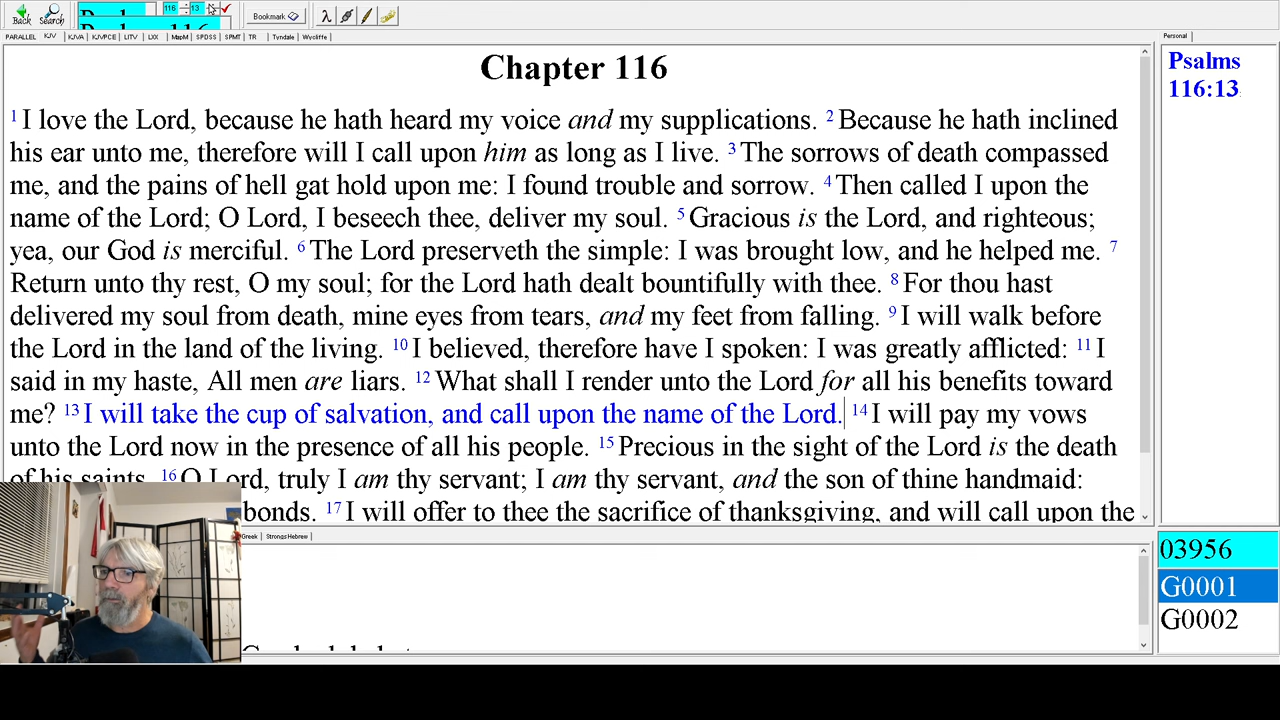 Back
Search
116
13
Bookmark
PARALLEL KJV KJVA KJVPCE LITV LXX MapM SPDSS SPMT TR Tyndale Wycliffe
Personal
Chapter 116
1 I love the Lord, because he hath heard my voice and my supplications. 2 Because he hath inclined
his ear unto me, therefore will I call upon him as long as I live. 3 The sorrows of death compassed
me, and the pains of hell gat hold upon me: I found trouble and sorrow. 4 Then called I upon the
name of the Lord; O Lord, I beseech thee, deliver my soul. 5 Gracious is the Lord, and righteous;
yea, our God is merciful. 6 The Lord preserveth the simple: I was brought low, and he helped me. 7
Return unto thy rest, O my soul; for the Lord hath dealt bountifully with thee. 8 For thou hast
delivered my soul from death, mine eyes from tears, and my feet from falling. 9 I will walk before
the Lord in the land of the living. 10 I believed, therefore have I spoken: I was greatly afflicted: 11 I
said in my haste, All men are liars. 12 What shall I render unto the Lord for all his benefits toward
me? 13 I will take the cup of salvation, and call upon the name of the Lord. 14 I will pay my vows
unto the Lord now in the presence of all his people. 15 Precious in the sight of the Lord is the death
of his saints. 16 O Lord, truly I am thy servant; I am thy servant, and the son of thine handmaid:
bonds. 17 I will offer to thee the sacrifice of thanksgiving, and will call upon the
Psalms
116:13
Greek Strongs Hebrew
03956
G0001
G0002